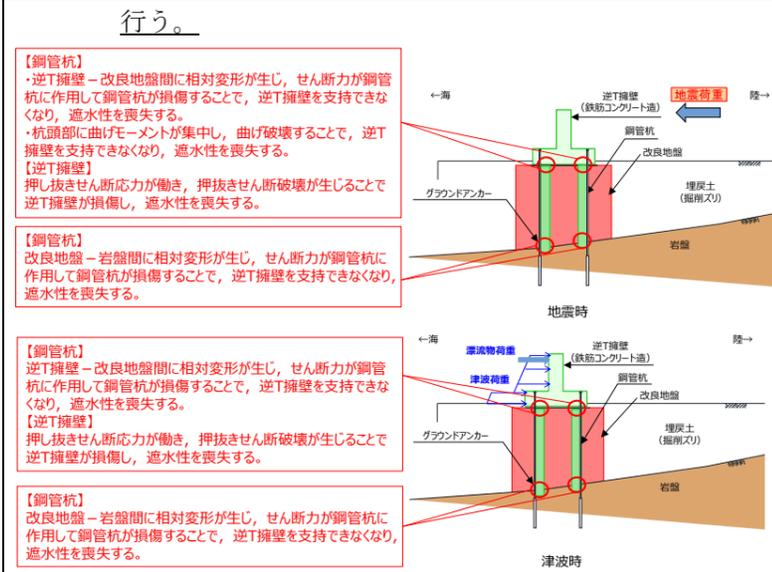 行う。
【鋼管杭】
・逆T擁壁－改良地盤間に相対変形が生じ，せん断力が鋼管
杭に作用して鋼管杭が損傷することで，逆T擁壁を支持できな
くなり，遮水性を喪失する。
・杭頭部に曲げモーメントが集中し，曲げ破壊することで，逆T
擁壁を支持できなくなり，遮水性を喪失する。
【逆T擁壁】
押し抜きせん断応力が働き，押抜きせん断破壊が生じることで
逆T擁壁が損傷し，遮水性を喪失する。
【鋼管杭】
改良地盤－岩盤間に相対変形が生じ，せん断力が鋼管杭に
作用して鋼管杭が損傷することで，逆T擁壁を支持できなくなり，
遮水性を喪失する。
←海
逆T擁壁
（鉄筋コンクリート造）
地震荷重
陸→
鋼管杭
改良地盤
グラウンドアンカー
埋戻土
（掘削ズリ）
岩盤
地震時
【鋼管杭】
逆T擁壁－改良地盤間に相対変形が生じ，せん断力が鋼管
杭に作用して鋼管杭が損傷することで，逆T擁壁を支持できな
くなり，遮水性を喪失する。
【逆T擁壁】
押し抜きせん断応力が働き，押抜きせん断破壊が生じることで
逆T擁壁が損傷し，遮水性を喪失する。
【鋼管杭】
改良地盤－岩盤間に相対変形が生じ，せん断力が鋼管杭に
作用して鋼管杭が損傷することで，逆T擁壁を支持できなくなり，
遮水性を喪失する。
←海
漂流物荷重
逆T擁壁
（鉄筋コンクリート造）
陸→
津波荷重
鋼管杭
改良地盤
グラウンドアンカー
埋戻土
（掘削ズリ）
岩盤
津波時